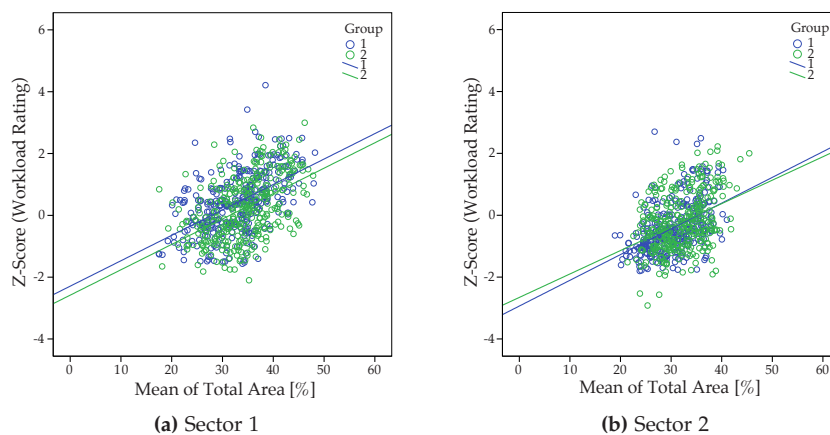 Group
1
2
1
2
6
4
2
0
-2
-4
Z-Score (Workload Rating)
0 10 20 30 40 50 60
Mean of Total Area [%]
(a) Sector 1
Group
1
2
1
2
6
4
2
0
-2
-4
Z-Score (Workload Rating)
0 10 20 30 40 50 60
Mean of Total Area [%]
(b) Sector 2